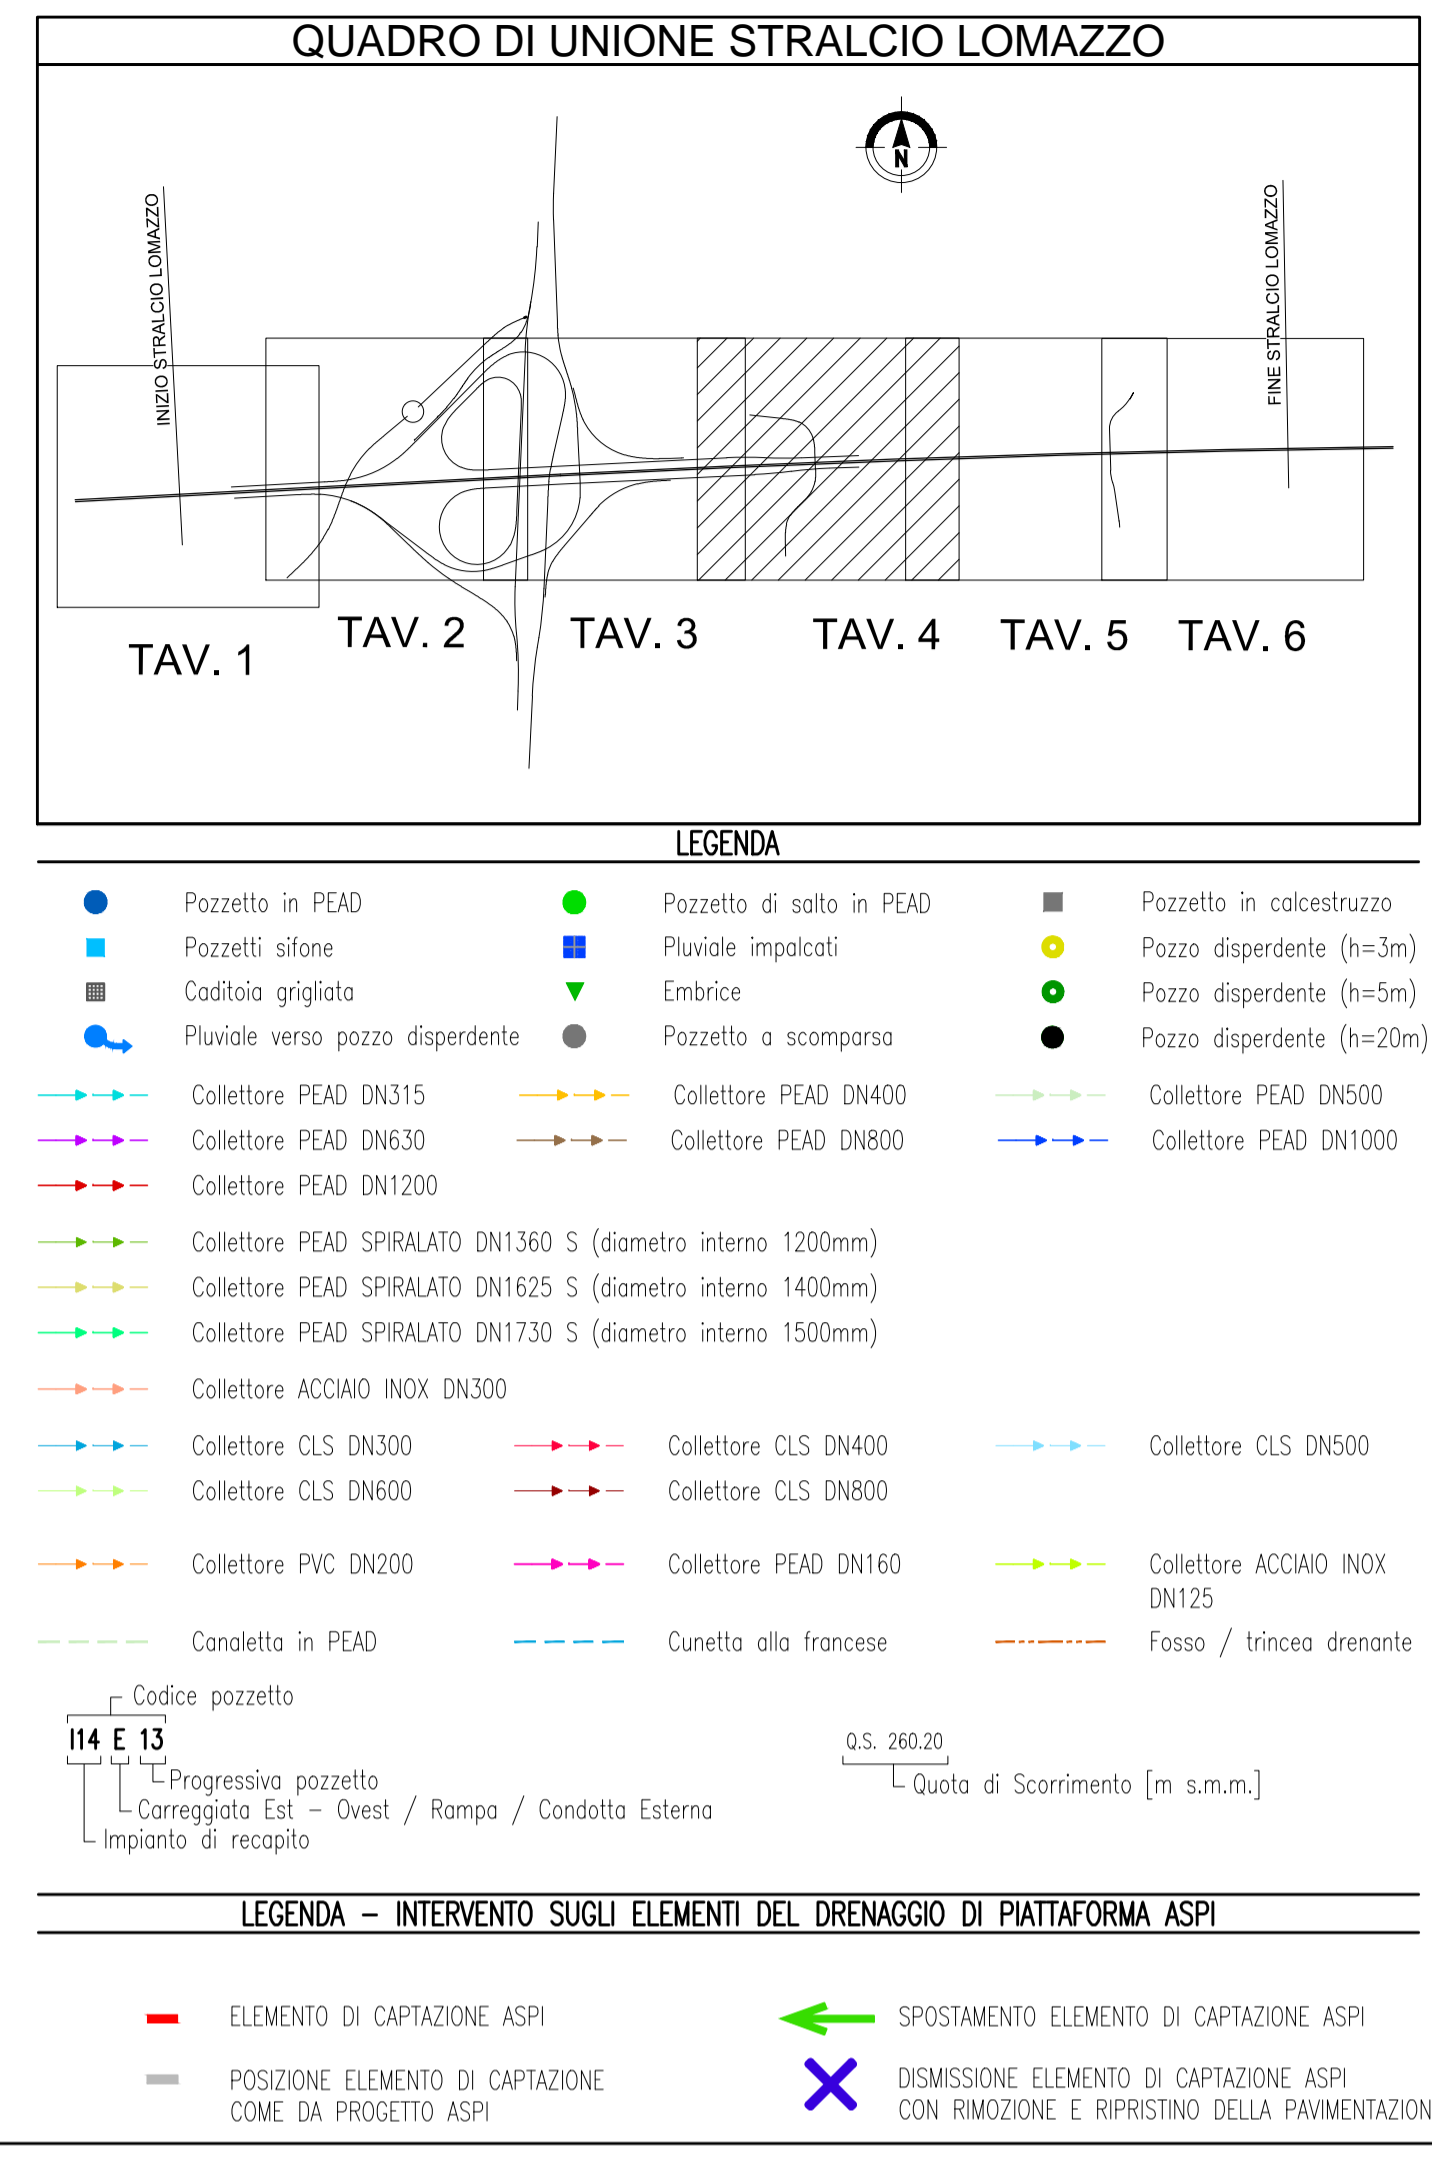 QUADRO DI UNIONE STRALCIO LOMAZZO
N
INIZIO STRALCIO LOMAZZO
FINE STRALCIO LOMAZZO
TAV. 1
TAV. 2
TAV. 3
TAV. 4
TAV. 5
TAV. 6
LEGENDA
Pozzetto in PEAD
Pozzetto di salto in PEAD
Pozzetto in calcestruzzo
Pozzetti sifone
Pluviale impalcati
Pozzo disperdente (h=3m)
Caditoia grigliata
Embrice
Pozzo disperdente (h=5m)
Pluviale verso pozzo disperdente
Pozzetto a scomparsa
Pozzo disperdente (h=20m)
Collettore PEAD DN315
Collettore PEAD DN400
Collettore PEAD DN500
Collettore PEAD DN630
Collettore PEAD DN800
Collettore PEAD DN1000
Collettore PEAD DN1200
Collettore PEAD SPIRALATO DN1360 S (diametro interno 1200mm)
Collettore PEAD SPIRALATO DN1625 S (diametro interno 1400mm)
Collettore PEAD SPIRALATO DN1730 S (diametro interno 1500mm)
Collettore ACCIAIO INOX DN300
Collettore CLS DN300
Collettore CLS DN400
Collettore CLS DN500
Collettore CLS DN600
Collettore CLS DN800
Collettore PVC DN200
Collettore PEAD DN160
Collettore ACCIAIO INOX
DN125
Canaletta in PEAD
Cunetta alla francese
Fosso / trincea drenante
Codice pozzetto
I14 E 13
Progressiva pozzetto
Carreggiata Est – Ovest / Rampa / Condotta Esterna
Impianto di recapito
Q.S. 260.20
Quota di Scorrimento [m s.m.m.]
LEGENDA – INTERVENTO SUGLI ELEMENTI DEL DRENAGGIO DI PIATTAFORMA ASPI
ELEMENTO DI CAPTAZIONE ASPI
SPOSTAMENTO ELEMENTO DI CAPTAZIONE ASPI
POSIZIONE ELEMENTO DI CAPTAZIONE
COME DA PROGETTO ASPI
DISMISSIONE ELEMENTO DI CAPTAZIONE ASPI
CON RIMOZIONE E RIPRISTINO DELLA PAVIMENTAZION